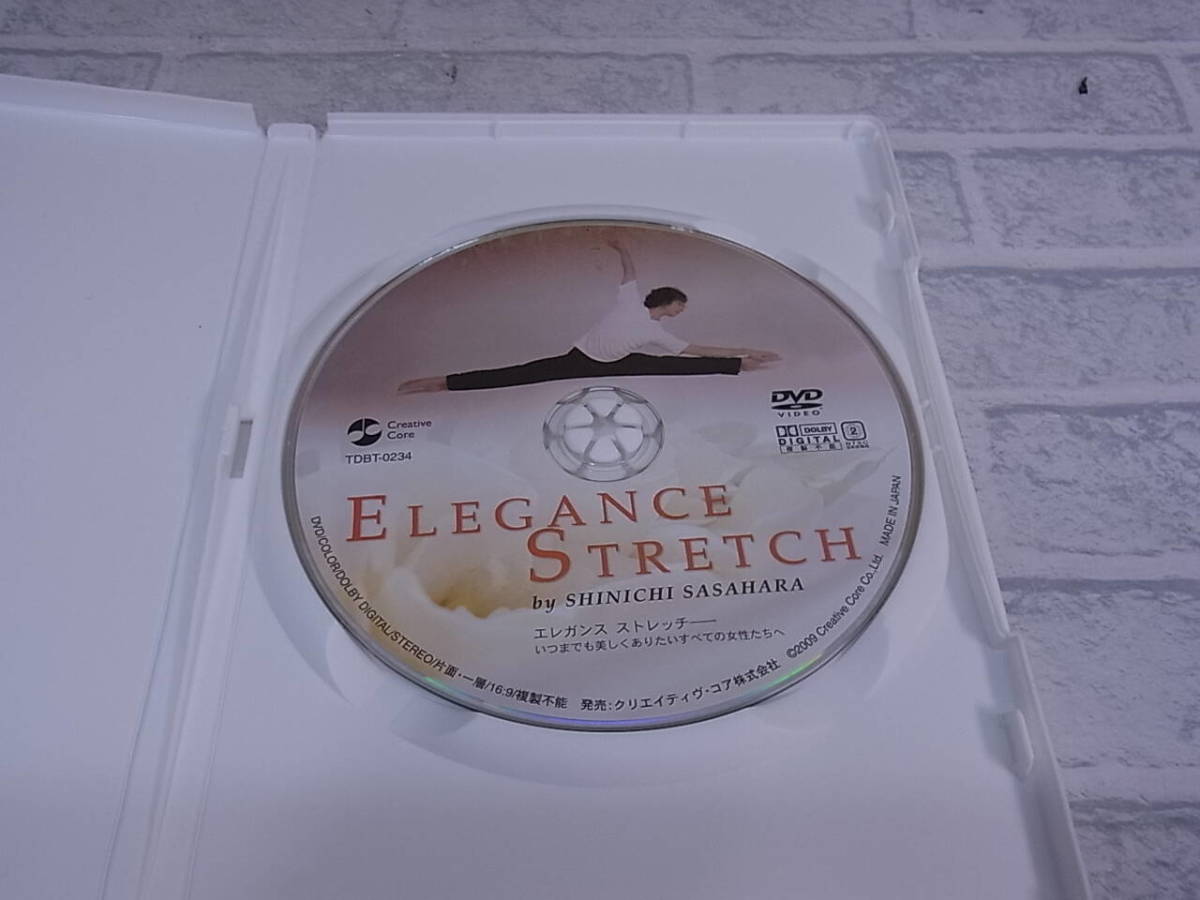 Creative
Core
TDBT-0234
DVD
VIDEO
DOLBY
DIGITAL
複製不能
2
ELEGANCE
STRETCH
by SHINICHI SASAHARA
エレガンス ストレッチ――
いつまでも美しくありたいすべての女性たちへ
DVD/COLOR/DOLBY DIGITAL/STEREO/片面・一層/16:9/複製不能 発売:クリエイティヴ・コア株式会社 ©2009 Creative Core Co.,Ltd. MADE IN JAPAN